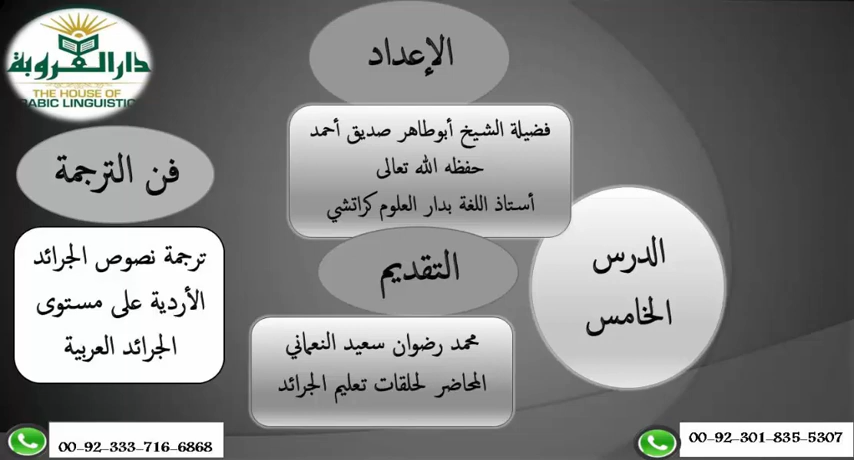 دار العروبة
THE HOUSE OF
ARABIC LINGUISTIC
فن الترجمة
ترجمة نصوص الجرائد
الأردية على مستوى
الجرائد العربية
الإعداد
فضيلة الشيخ أبوطاهر صديق أحمد
حفظه الله تعالى
أستاذ اللغة بدار العلوم كراتشي
التقديم
محمد رضوان سعيد النعماني
المحاضر لحلقات تعليم الجرائد
الدرس
الخامس
00-92-333-716-6868
00-92-301-835-5307